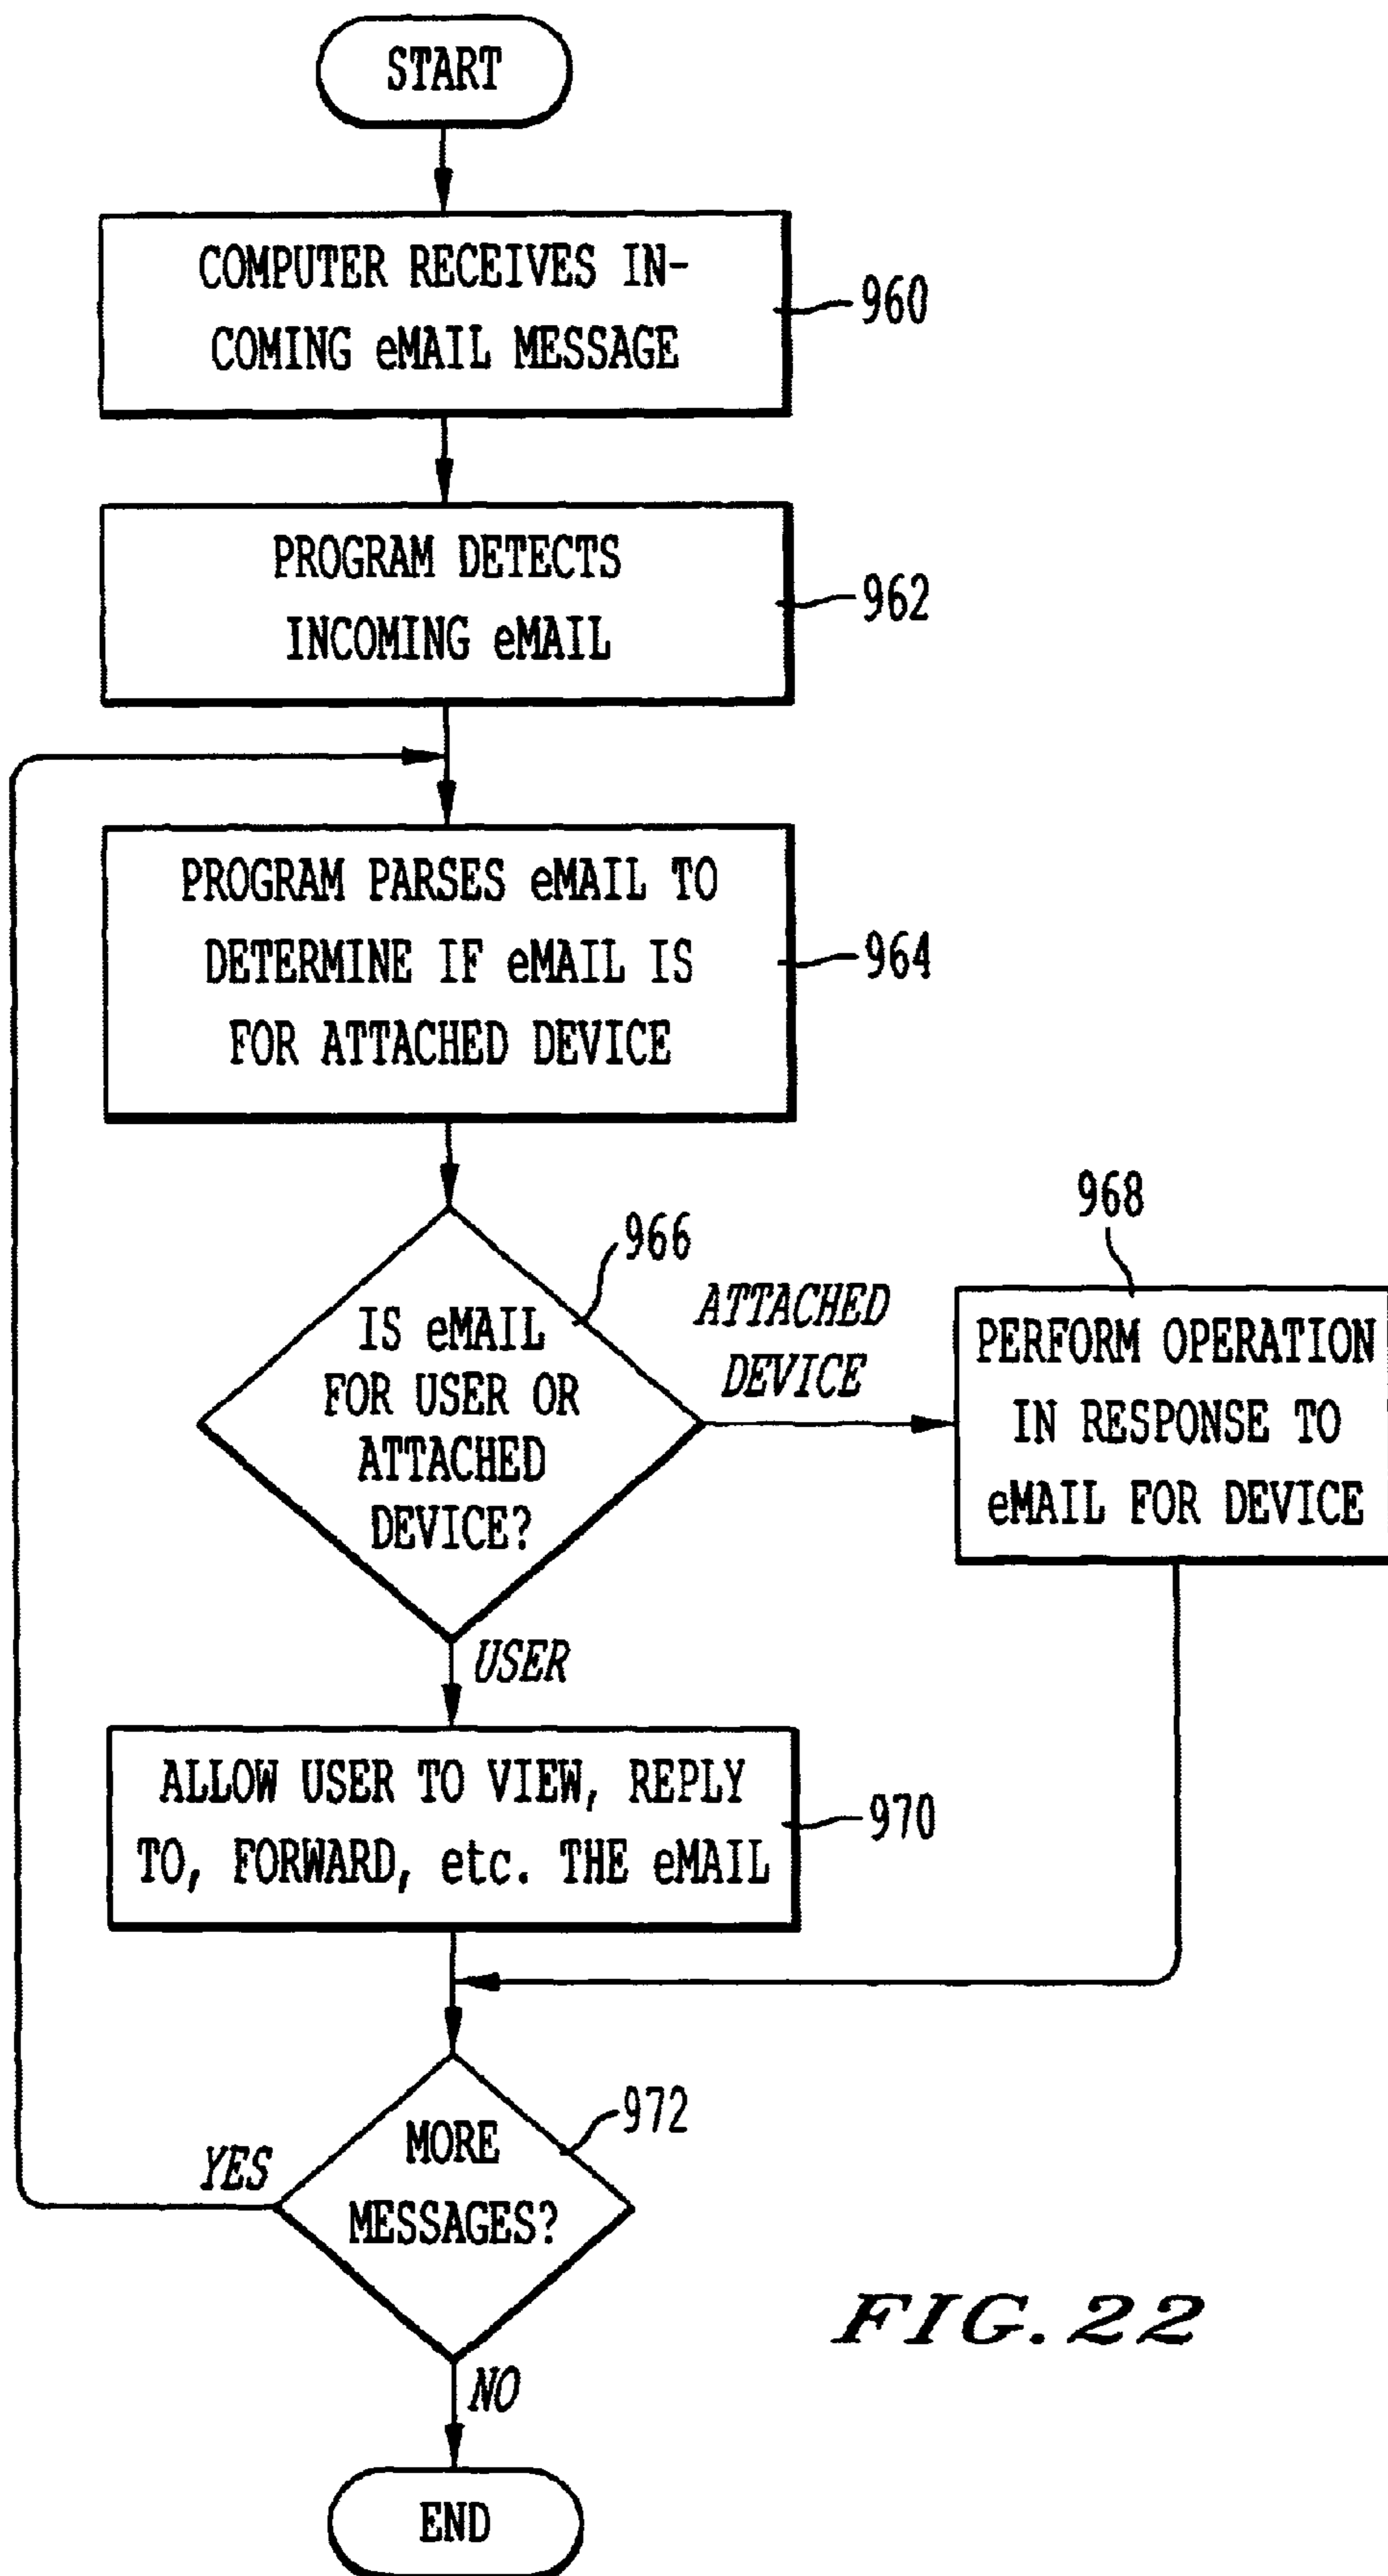 START
COMPUTER RECEIVES IN-
COMING eMAIL MESSAGE
960
PROGRAM DETECTS
INCOMING eMAIL
962
PROGRAM PARSES eMAIL TO
DETERMINE IF eMAIL IS
FOR ATTACHED DEVICE
964
966
IS eMAIL
FOR USER OR
ATTACHED
DEVICE?
ATTACHED
DEVICE
968
PERFORM OPERATION
IN RESPONSE TO
eMAIL FOR DEVICE
USER
ALLOW USER TO VIEW, REPLY
TO, FORWARD, etc. THE eMAIL
970
972
MORE
MESSAGES?
YES
NO
END
FIG. 22